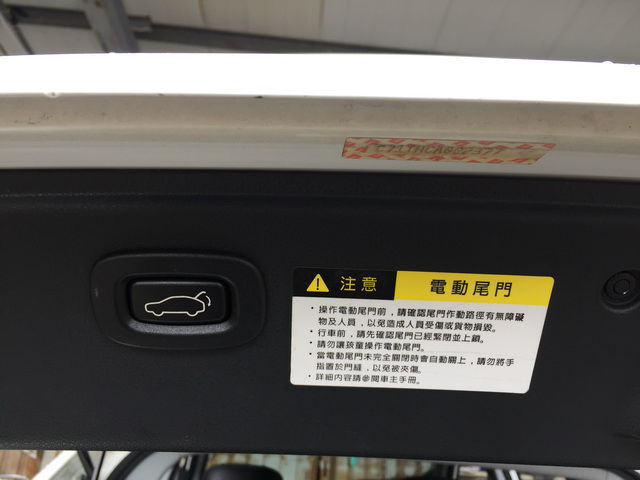 注意 電動尾門
・操作電動尾門前，請確認尾門作動路徑有無障礙
物及人員，以免造成人員受傷或貨物損毀。
・行車前，請先確認尾門已經緊閉並上鎖。
・請勿讓孩童操作電動尾門。
・當電動尾門未完全關閉時會自動關上，請勿將手
指置於門縫，以免被夾傷。
・詳細內容請參閱車主手冊。